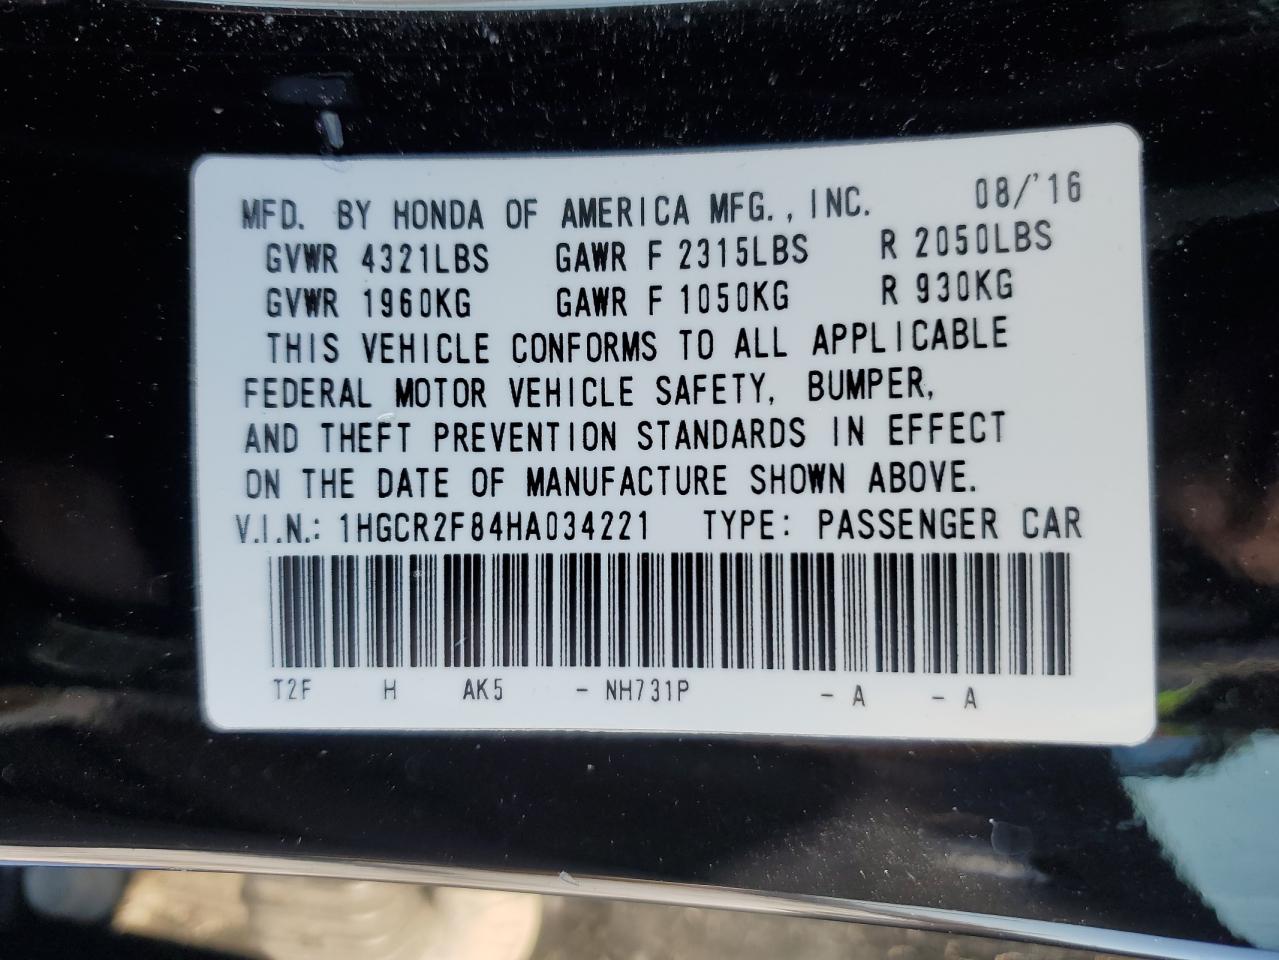 MFD. BY HONDA OF AMERICA MFG., INC. 08/'16
GVWR 4321LBS GAWR F 2315LBS R 2050LBS
GVWR 1960KG GAWR F 1050KG R 930KG
THIS VEHICLE CONFORMS TO ALL APPLICABLE
FEDERAL MOTOR VEHICLE SAFETY, BUMPER,
AND THEFT PREVENTION STANDARDS IN EFFECT
ON THE DATE OF MANUFACTURE SHOWN ABOVE.
V.I.N.: 1HGCR2F84HA034221 TYPE: PASSENGER CAR
T2F H AK5 - NH731P - A - A